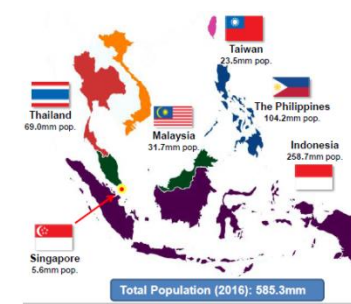 Taiwan
23.5mm pop.
Thailand
69.0mm pop.
Malaysia
31.7mm pop.
The Philippines
104.2mm pop.
Indonesia
258.7mm pop.
Singapore
5.6mm pop.
Total Population (2016): 585.3mm